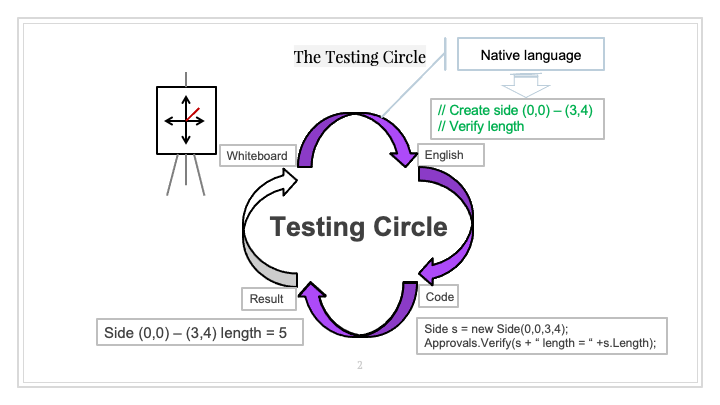 The Testing Circle
Native language
// Create side (0,0) – (3,4)
// Verify length
Whiteboard
English
Testing Circle
Result
Code
Side (0,0) – (3,4) length = 5
Side s = new Side(0,0,3,4);
Approvals.Verify(s + “ length = “ +s.Length);
2